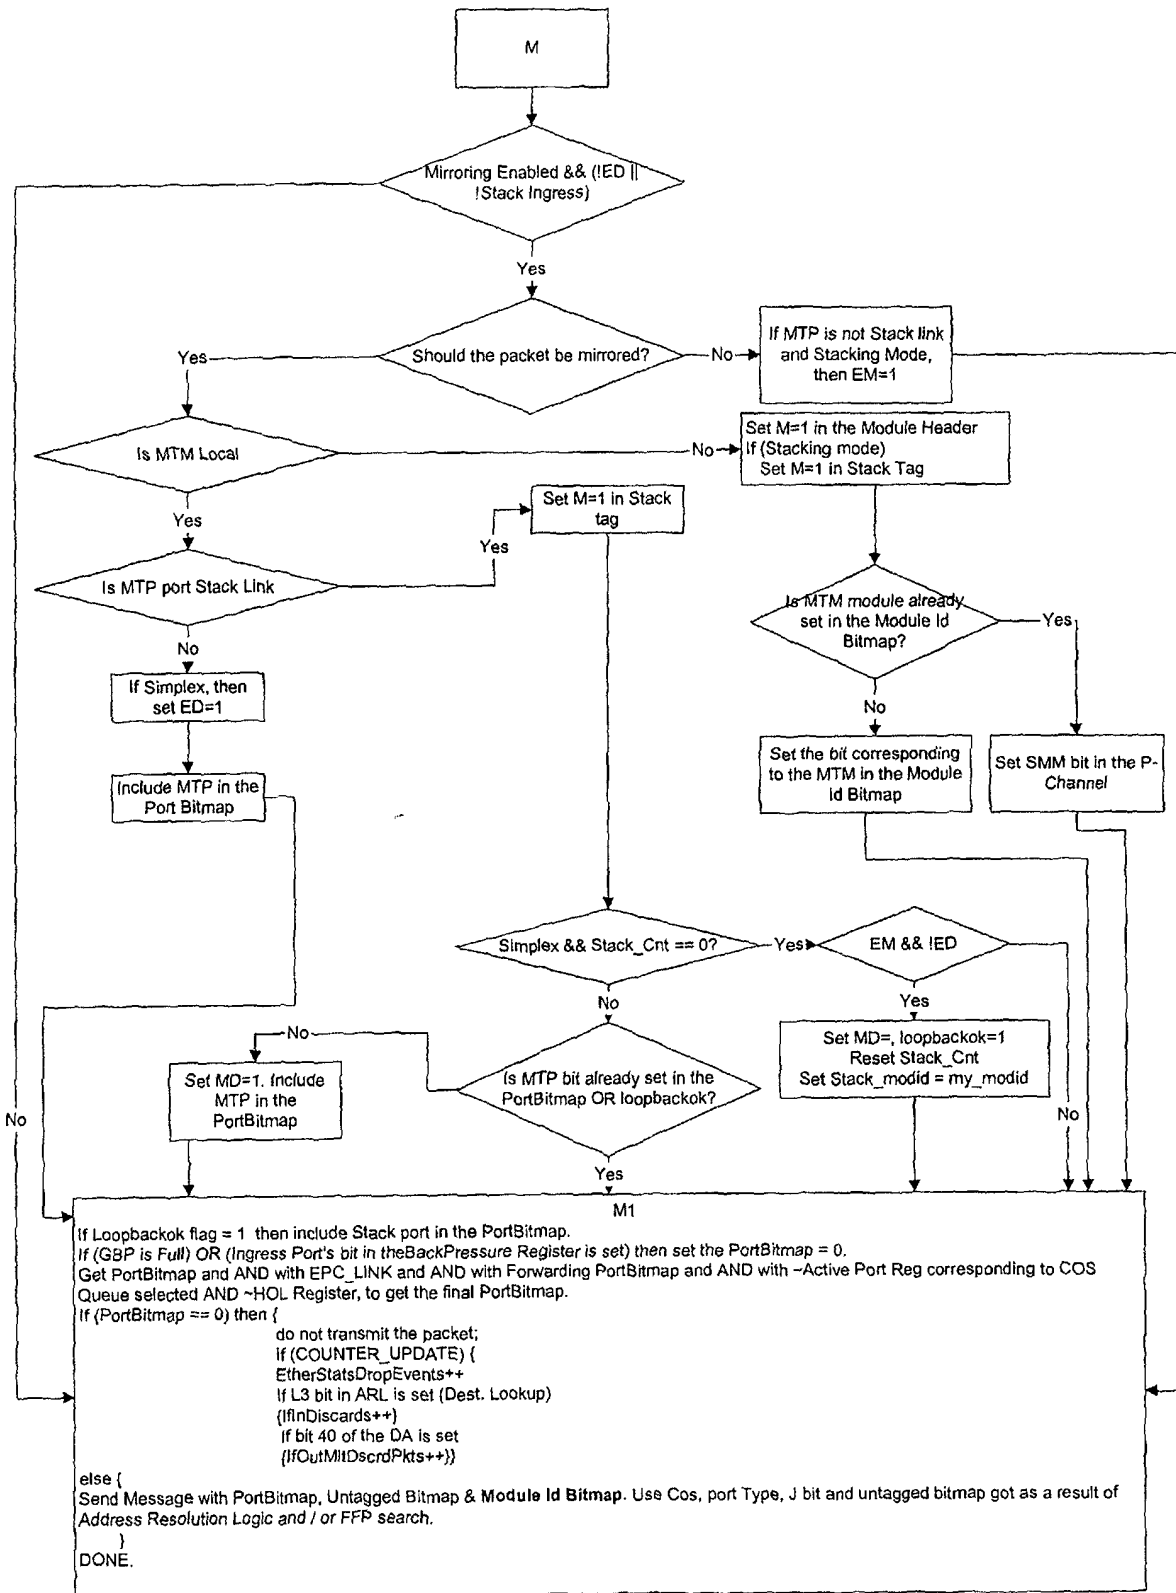 M
Mirroring Enabled && (!ED ||
!Stack Ingress)
Yes
Should the packet be mirrored?
Yes
No
If MTP is not Stack link
and Stacking Mode,
then EM=1
Is MTM Local
No
Set M=1 in the Module Header
If (Stacking mode)
Set M=1 in Stack Tag
Yes
Set M=1 in Stack
tag
Yes
Is MTP port Stack Link
Is MTM module already
set in the Module Id
Bitmap?
Yes
No
If Simplex, then
set ED=1
No
Include MTP in the
Port Bitmap
Set the bit corresponding
to the MTM in the Module
Id Bitmap
Set SMM bit in the P-
Channel
Simplex && Stack_Cnt == 0?
Yes
EM && !ED
No
Yes
No
Set MD=1. Include
MTP in the
PortBitmap
Is MTP bit already set in the
PortBitmap OR loopbackok?
Set MD=, loopbackok=1
Reset Stack_Cnt
Set Stack_modid = my_modid
No
No
Yes
M1
If Loopbackok flag = 1 then include Stack port in the PortBitmap.
If (GBP is Full) OR (Ingress Port's bit in theBackPressure Register is set) then set the PortBitmap = 0.
Get PortBitmap and AND with EPC_LINK and AND with Forwarding PortBitmap and AND with ~Active Port Reg corresponding to COS
Queue selected AND ~HOL Register, to get the final PortBitmap.
If (PortBitmap == 0) then {
do not transmit the packet;
if (COUNTER_UPDATE) {
EtherStatsDropEvents++
If L3 bit in ARL is set (Dest. Lookup)
{IfInDiscards++}
If bit 40 of the DA is set
{IfOutMltDscrdPkts++}}
else {
Send Message with PortBitmap, Untagged Bitmap & Module Id Bitmap. Use Cos, port Type, J bit and untagged bitmap got as a result of
Address Resolution Logic and / or FFP search.
}
DONE.